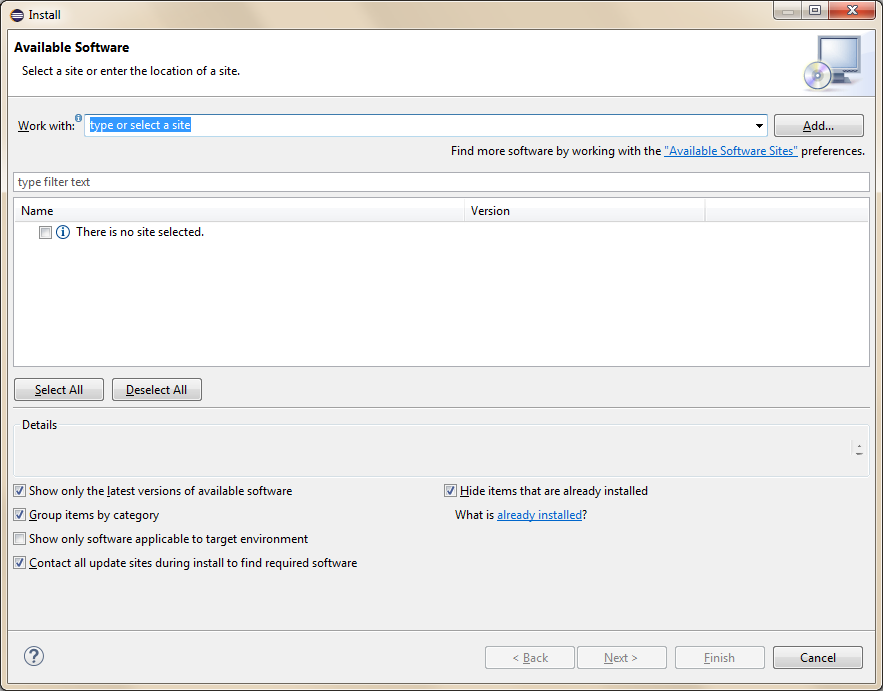 Install
Available Software
Select a site or enter the location of a site.
Work with: type or select a site Add...
Find more software by working with the "Available Software Sites" preferences.
type filter text
Name Version
There is no site selected.
Select All Deselect All
Details
Show only the latest versions of available software Hide items that are already installed
Group items by category What is already installed?
Show only software applicable to target environment
Contact all update sites during install to find required software
? < Back Next > Finish Cancel